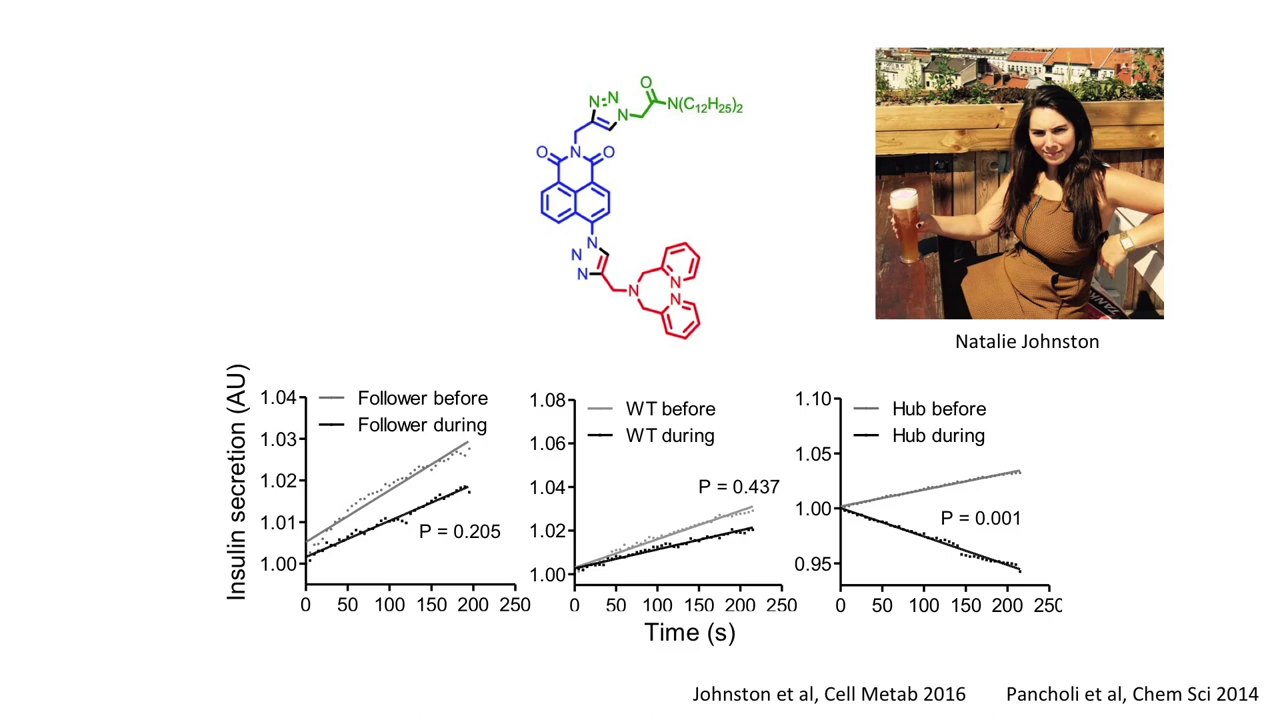 N=N
N
O
N(C12H25)2
O
N
O
N
N
N
N
N
N
Natalie Johnston
Insulin secretion (AU)
1.04
1.03
1.02
1.01
1.00
Follower before
Follower during
P = 0.205
0 50 100 150 200 250
1.08
1.06
1.04
1.02
1.00
WT before
WT during
P = 0.437
0 50 100 150 200 250
1.10
1.05
1.00
0.95
Hub before
Hub during
P = 0.001
0 50 100 150 200 250
Time (s)
Johnston et al, Cell Metab 2016 Pancholi et al, Chem Sci 2014